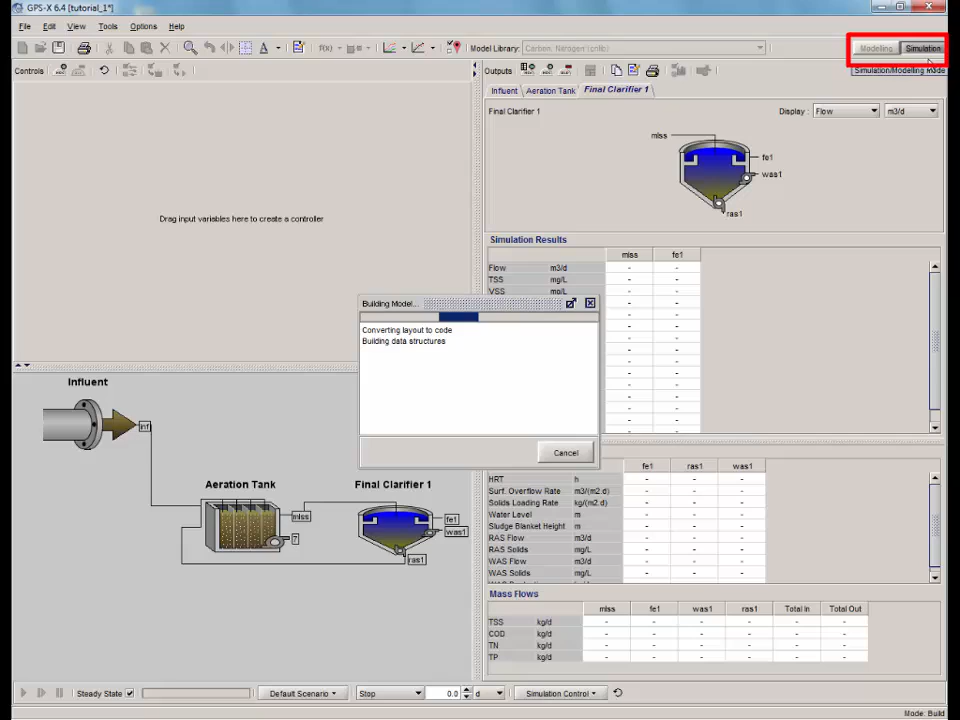 GPS-X 6.4 [tutorial_1*]
File Edit View Tools Options Help
Model Library: Carbon, Nitrogen (cnlib) Modelling Simulation
Controls Outputs Simulation/Modelling Mode
Influent Aeration Tank Final Clarifier 1
Final Clarifier 1 Display : Flow m3/d
mlss
fe1
was1
ras1
Drag input variables here to create a controller
Simulation Results
mlss fe1
Flow m3/d - -
TSS mg/L - -
VSS mg/L - -
- -
- -
- -
- -
- -
- -
- -
- -
- -
- -
- -
Building Model...
Converting layout to code
Building data structures
Cancel
fe1 ras1 was1
HRT h - - -
Surf. Overflow Rate m3/(m2.d) - - -
Solids Loading Rate kg/(m2.d) - - -
Water Level m - - -
Sludge Blanket Height m - - -
RAS Flow m3/d - - -
RAS Solids mg/L - - -
WAS Flow m3/d - - -
WAS Solids mg/L - - -
Mass Flows
mlss fe1 was1 ras1 Total In Total Out
TSS kg/d - - - - - -
COD kg/d - - - - - -
TN kg/d - - - - - -
TP kg/d - - - - - -
Influent
inf
Aeration Tank
mlss
7
Final Clarifier 1
fe1
was1
ras1
Steady State Default Scenario Stop 0.0 d Simulation Control
Mode: Build